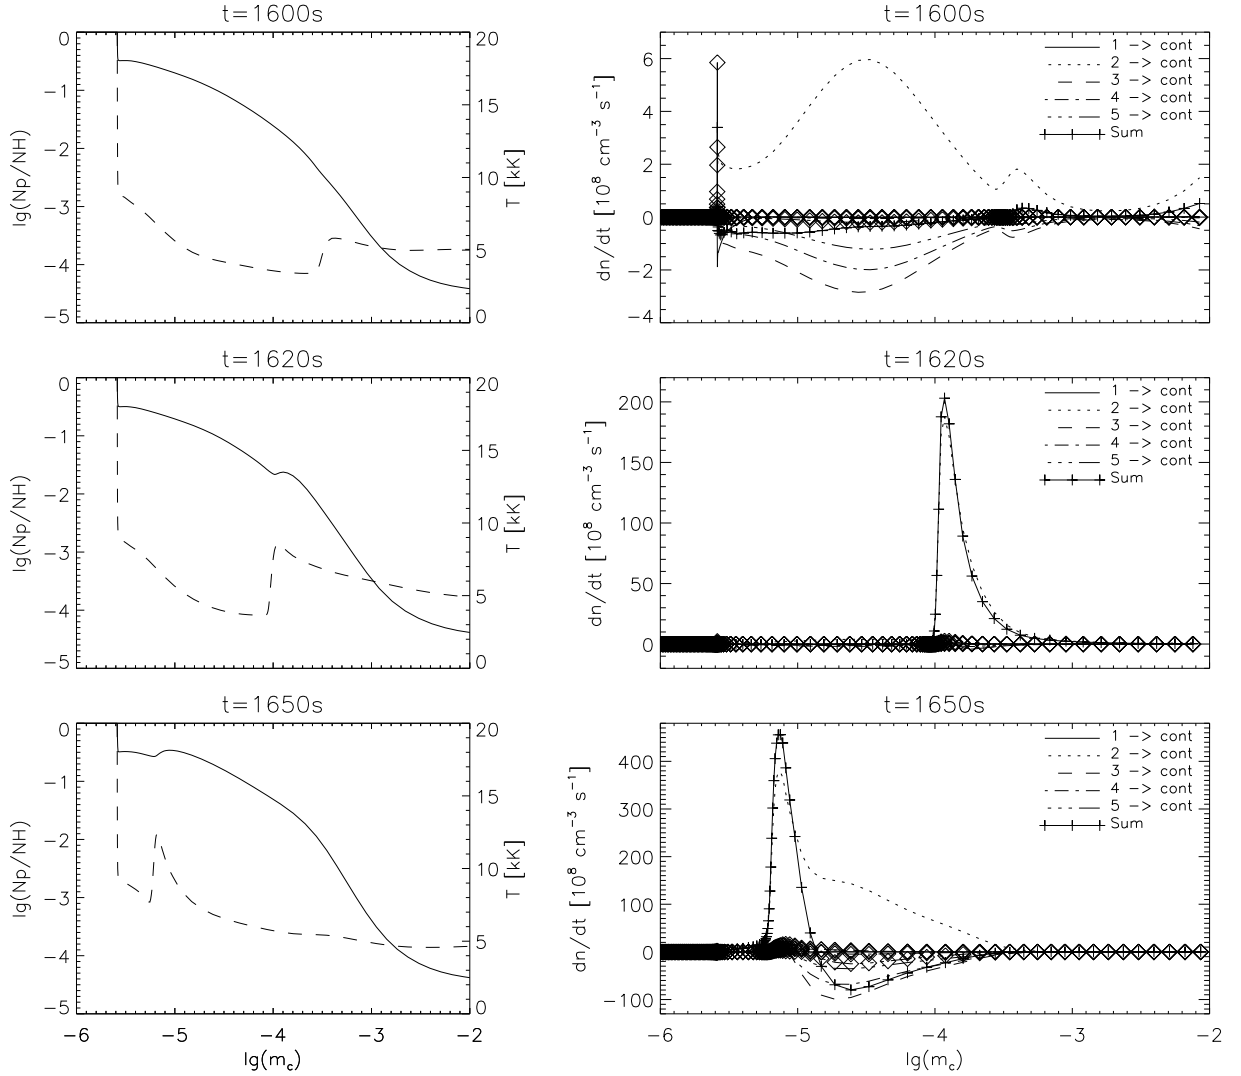 t=1600s
0
-1
-2
-3
-4
-5
lg(Np/NH)
20
15
10
5
0
T [kK]
t=1600s
6
4
2
0
-2
-4
dn/dt [10⁸ cm⁻³ s⁻¹]
1 -> cont
2 -> cont
3 -> cont
4 -> cont
5 -> cont
Sum
t=1620s
0
-1
-2
-3
-4
-5
lg(Np/NH)
20
15
10
5
0
T [kK]
t=1620s
200
150
100
50
0
dn/dt [10⁸ cm⁻³ s⁻¹]
1 -> cont
2 -> cont
3 -> cont
4 -> cont
5 -> cont
Sum
t=1650s
0
-1
-2
-3
-4
-5
lg(Np/NH)
20
15
10
5
0
T [kK]
-6 -5 -4 -3 -2
lg(m_c)
t=1650s
400
300
200
100
0
-100
dn/dt [10⁸ cm⁻³ s⁻¹]
1 -> cont
2 -> cont
3 -> cont
4 -> cont
5 -> cont
Sum
-6 -5 -4 -3 -2
lg(m_c)